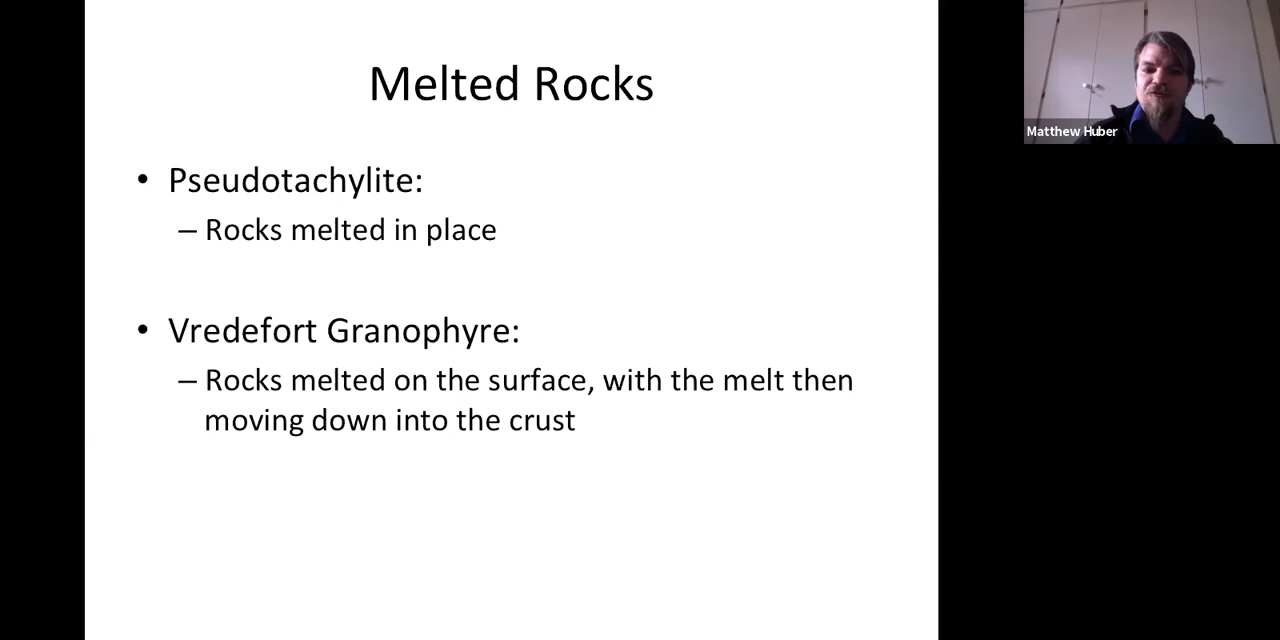 Melted Rocks
• Pseudotachylite:
– Rocks melted in place
• Vredefort Granophyre:
– Rocks melted on the surface, with the melt then
moving down into the crust
Matthew Huber